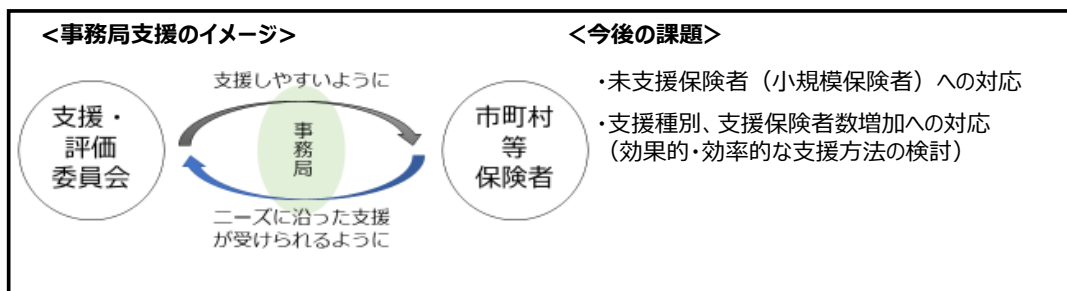 <事務局支援のイメージ>
支援しやすいように
支援・
評価
委員会
事
務
局
市町村
等
保険者
ニーズに沿った支援
が受けられるように
<今後の課題>
・未支援保険者（小規模保険者）への対応
・支援種別、支援保険者数増加への対応
（効果的・効率的な支援方法の検討）